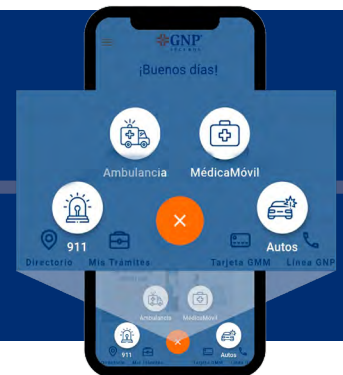 GNP
SEGUROS
¡Buenos días!
Ambulancia MédicaMóvil
911 Autos
Directorio Mis Trámites Tarjeta GMM Línea GNP
Ambulancia MédicaMóvil
911 Autos